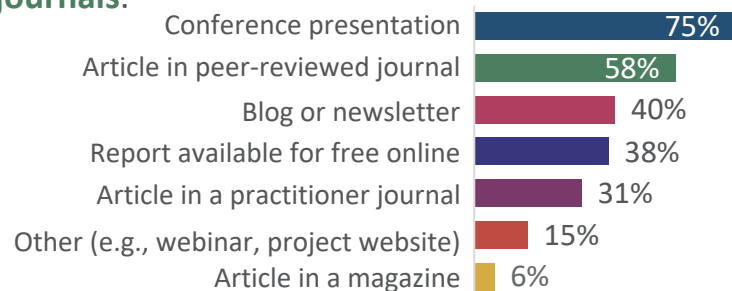 journals.
Conference presentation 75%
Article in peer-reviewed journal 58%
Blog or newsletter 40%
Report available for free online 38%
Article in a practitioner journal 31%
Other (e.g., webinar, project website) 15%
Article in a magazine 6%